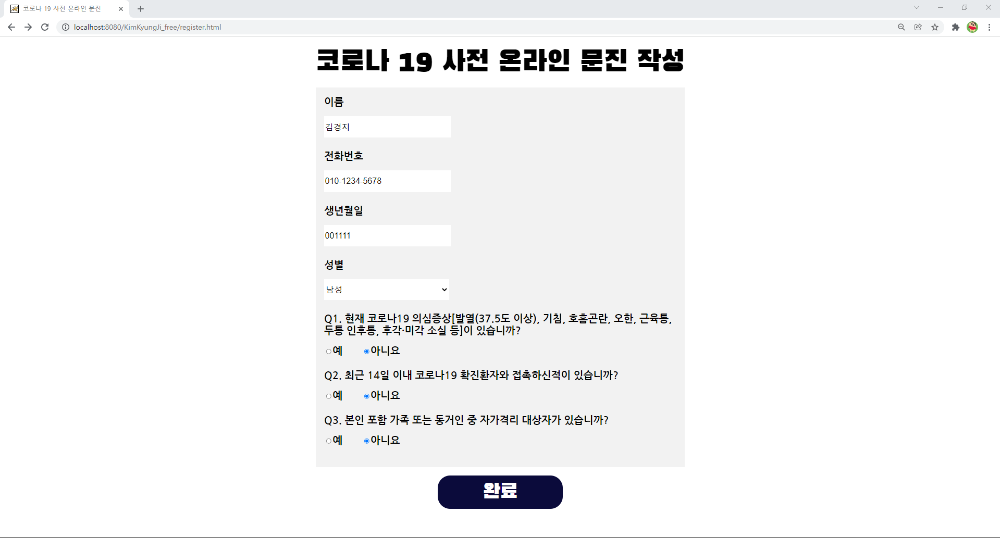 코로나 19 사전 온라인 문진
localhost:8080/KimKyungJi_free/register.html
코로나 19 사전 온라인 문진 작성
이름
김경지
전화번호
010-1234-5678
생년월일
001111
성별
남성
Q1. 현재 코로나19 의심증상[발열(37.5도 이상), 기침, 호흡곤란, 오한, 근육통,
두통 인후통, 후각·미각 소실 등]이 있습니까?
예 아니요
Q2. 최근 14일 이내 코로나19 확진환자와 접촉하신적이 있습니까?
예 아니요
Q3. 본인 포함 가족 또는 동거인 중 자가격리 대상자가 있습니까?
예 아니요
완료